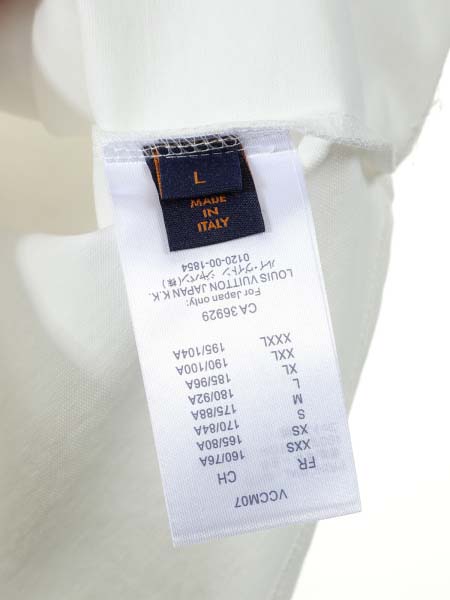 L
MADE
IN
ITALY
VCCM07
FR CH
XXS 160/76A
XS 165/80A
S 170/84A
M 175/88A
L 180/92A
XL 185/96A
XXL 190/100A
XXXL 195/104A
CA 36929
For Japan only:
LOUIS VUITTON JAPAN K.K.
ルイ・ヴィトン ジャパン(株)
0120-00-1854